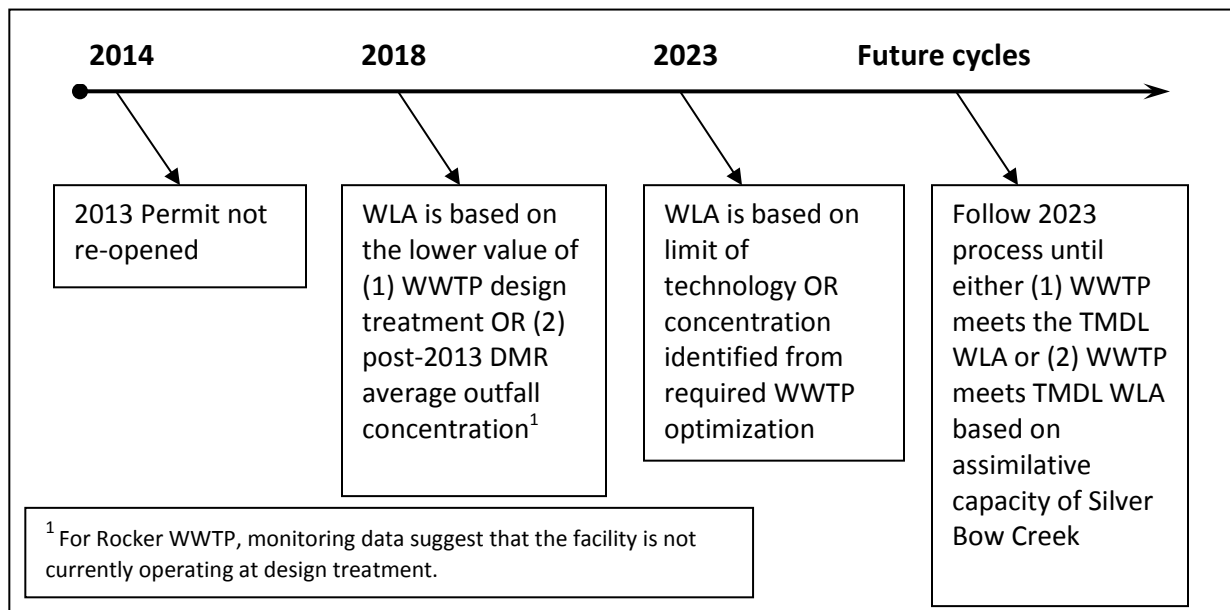 2014
2018
2023
Future cycles
2013 Permit not
re-opened
WLA is based on
the lower value of
(1) WWTP design
treatment OR (2)
post-2013 DMR
average outfall
concentration1
WLA is based on
limit of
technology OR
concentration
identified from
required WWTP
optimization
Follow 2023
process until
either (1) WWTP
meets the TMDL
WLA or (2) WWTP
meets TMDL WLA
based on
assimilative
capacity of Silver
Bow Creek
1 For Rocker WWTP, monitoring data suggest that the facility is not
currently operating at design treatment.